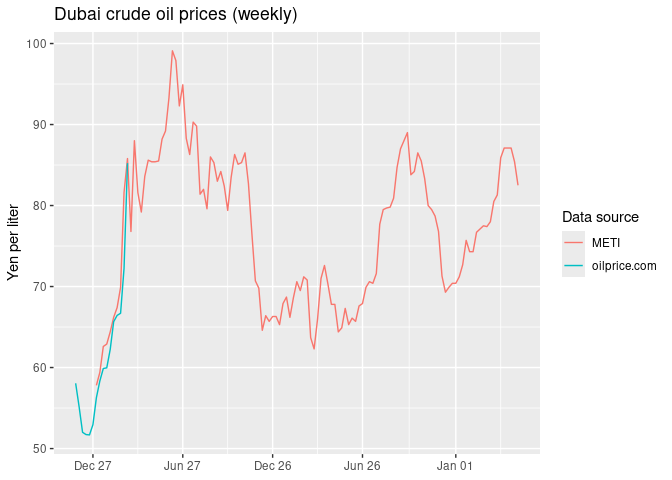 Dubai crude oil prices (weekly)
100
90
80
70
60
50
Yen per liter
Dec 27
Jun 27
Dec 26
Jun 26
Jan 01
Data source
METI
oilprice.com